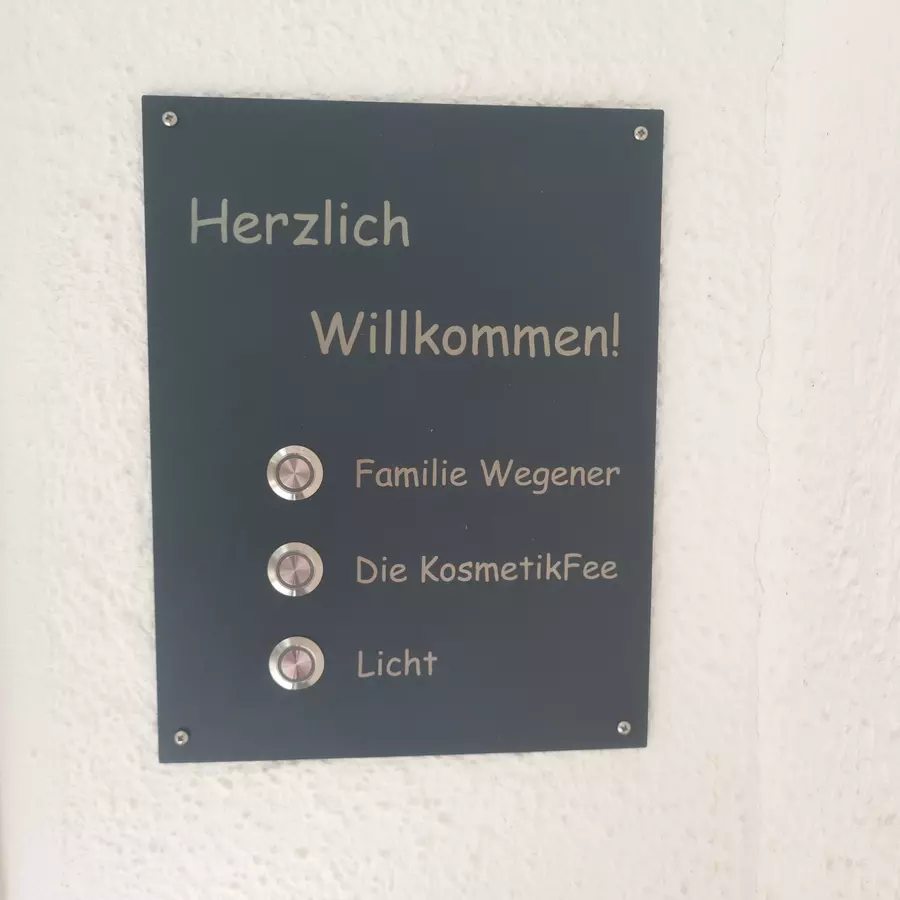 Herzlich
Willkommen!
Familie Wegener
Die KosmetikFee
Licht